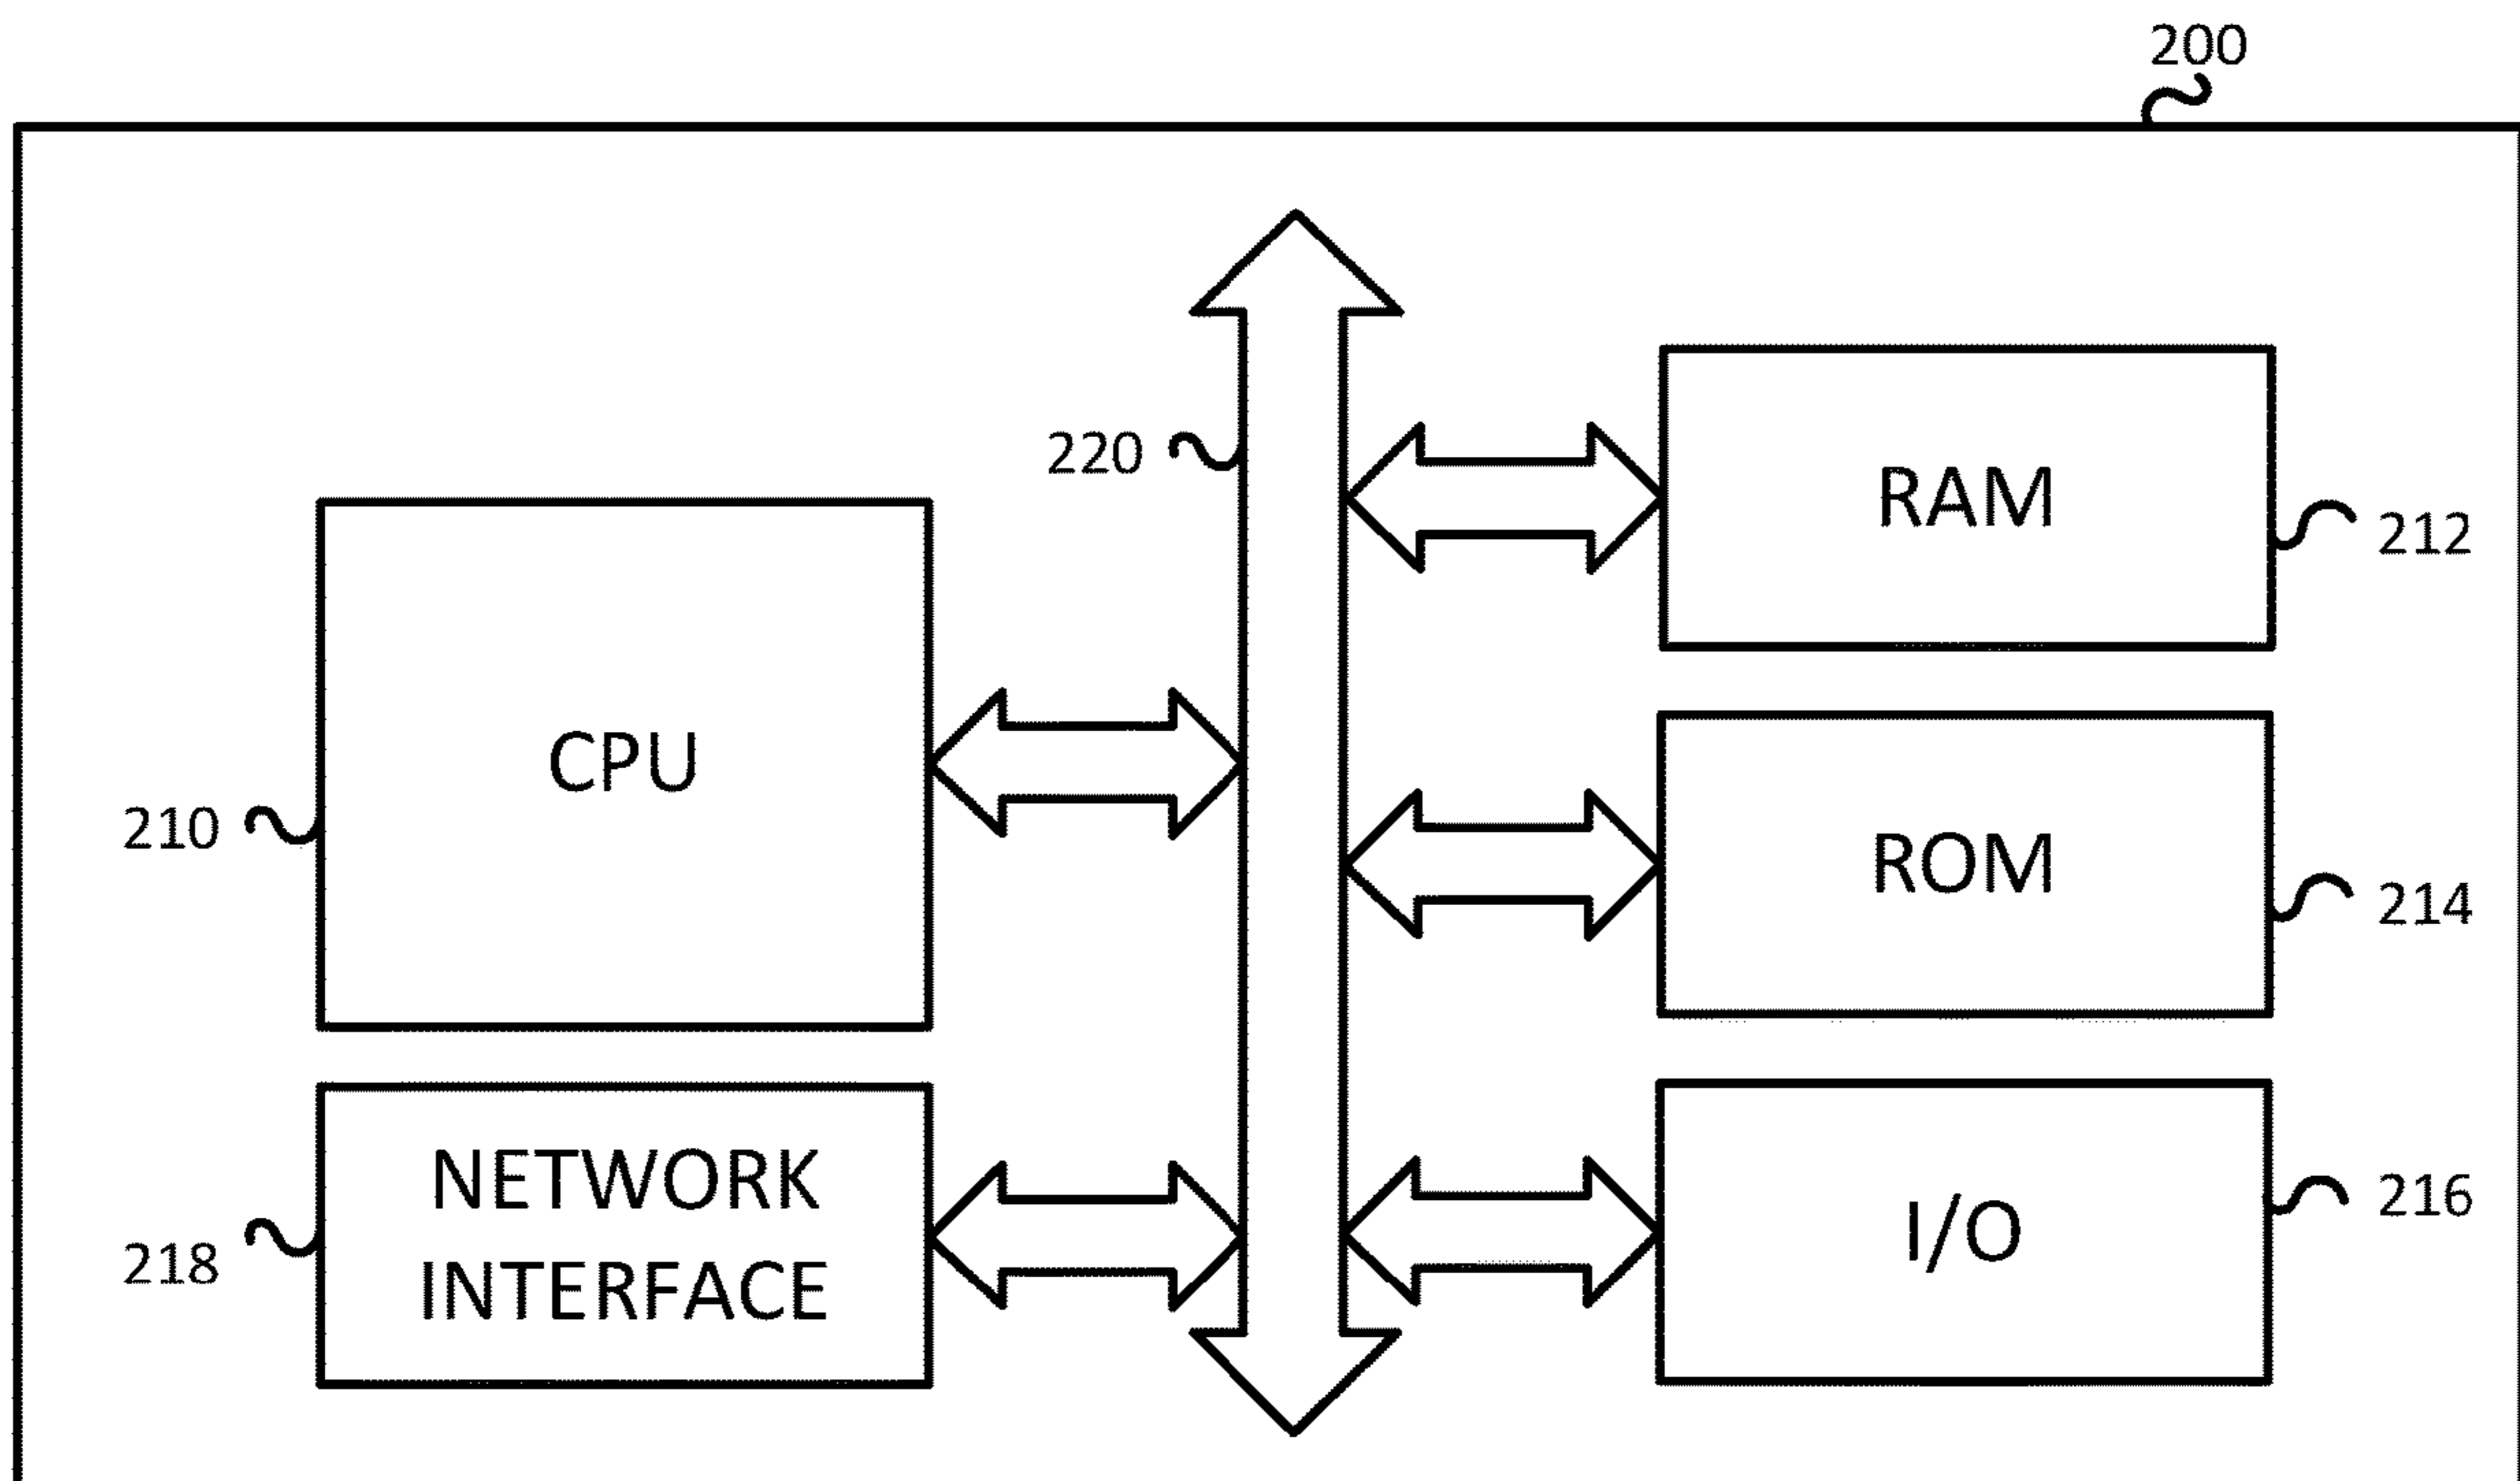 200
220
RAM
212
CPU
210
ROM
214
NETWORK
INTERFACE
218
I/O
216